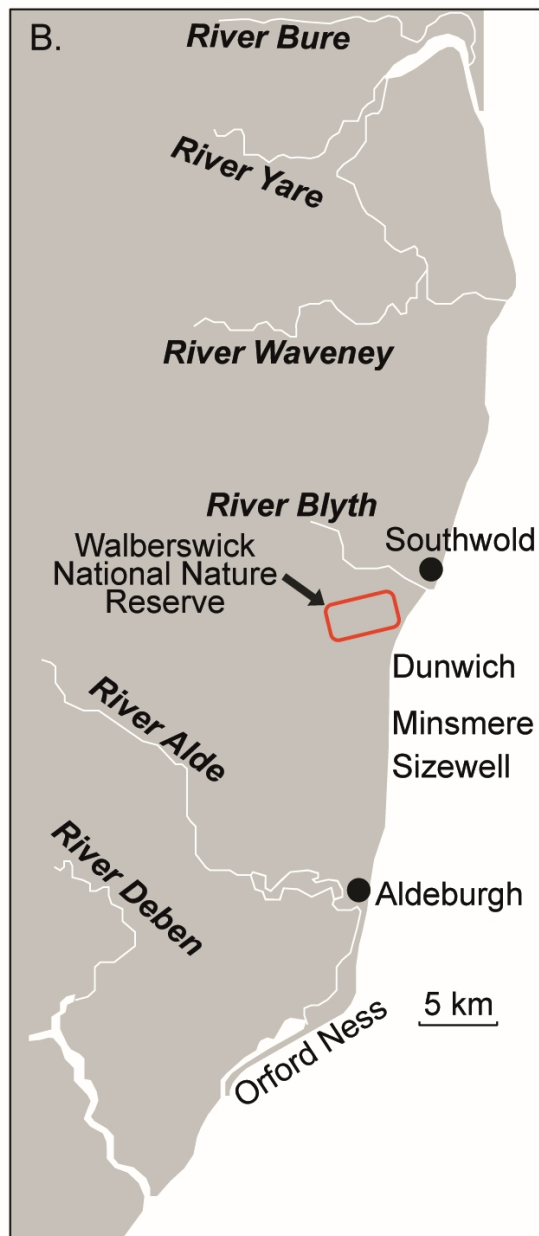 B.
River Bure
River Yare
River Waveney
River Blyth
Southwold
Walberswick
National Nature
Reserve
Dunwich
River Alde
Minsmere
Sizewell
River Deben
Aldeburgh
5 km
Orford Ness